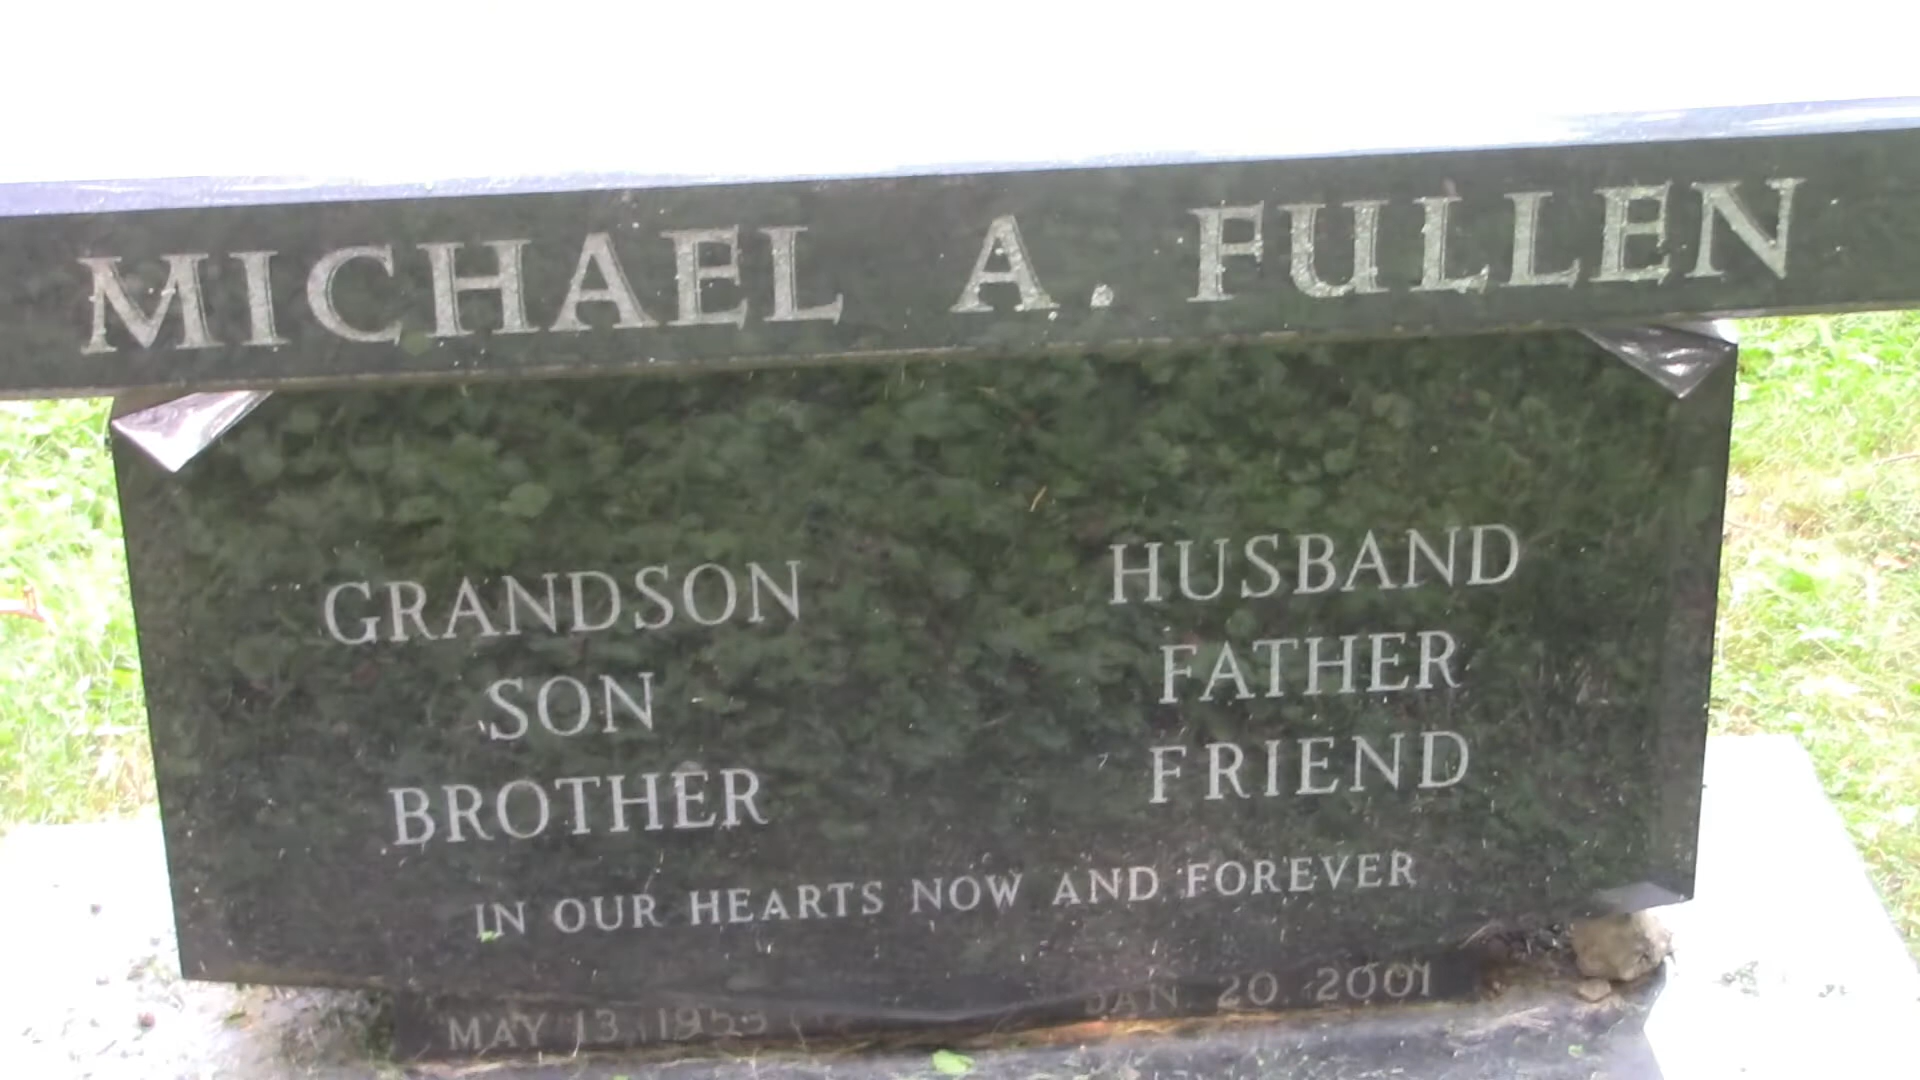 MICHAEL A. FULLEN
GRANDSON
SON
BROTHER
HUSBAND
FATHER
FRIEND
IN OUR HEARTS NOW AND FOREVER
MAY 13, JAN 20 2001